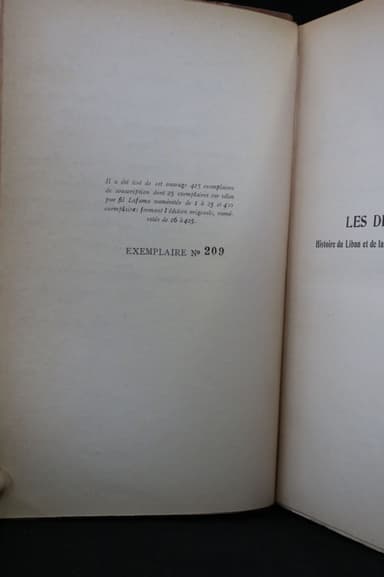 Il a été tiré de cet ouvrage 425 exemplaires
de souscription dont 25 exemplaires sur vélin
pur fil Lafuma numérotés de 1 à 25 et 400
exemplaires formant l'édition originale, numé-
rotés de 26 à 425.
EXEMPLAIRE No 209
LES DR
Histoire du Liban et de la